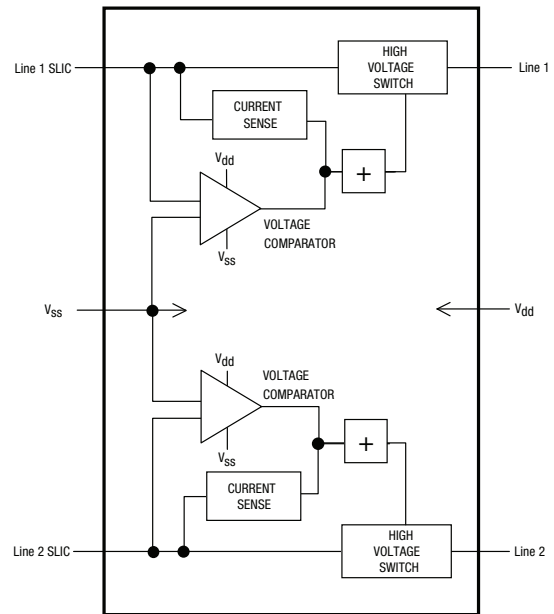 Line 1 SLIC
HIGH
VOLTAGE
SWITCH
Line 1
CURRENT
SENSE
+
Vdd
VOLTAGE
COMPARATOR
Vss
Vss
Vdd
Vdd
VOLTAGE
COMPARATOR
Vss
+
CURRENT
SENSE
Line 2 SLIC
HIGH
VOLTAGE
SWITCH
Line 2